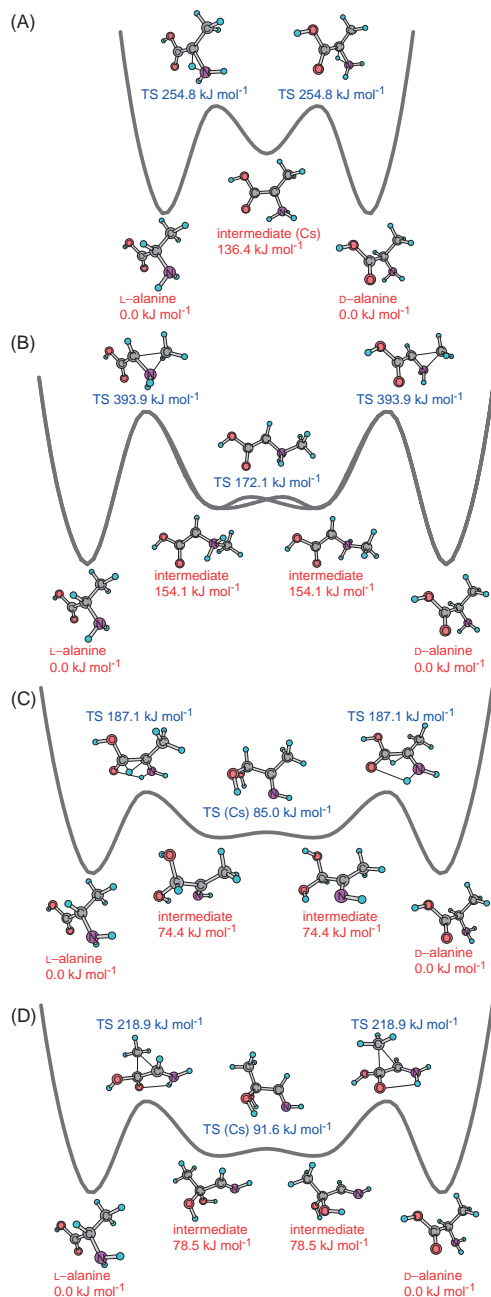 (A)
TS 254.8 kJ mol⁻¹ TS 254.8 kJ mol⁻¹
intermediate (Cs)
136.4 kJ mol⁻¹
L–alanine
0.0 kJ mol⁻¹
D–alanine
0.0 kJ mol⁻¹
(B)
TS 393.9 kJ mol⁻¹ TS 393.9 kJ mol⁻¹
TS 172.1 kJ mol⁻¹
intermediate
154.1 kJ mol⁻¹
intermediate
154.1 kJ mol⁻¹
L–alanine
0.0 kJ mol⁻¹
D–alanine
0.0 kJ mol⁻¹
(C)
TS 187.1 kJ mol⁻¹ TS 187.1 kJ mol⁻¹
TS (Cs) 85.0 kJ mol⁻¹
intermediate
74.4 kJ mol⁻¹
intermediate
74.4 kJ mol⁻¹
L–alanine
0.0 kJ mol⁻¹
D–alanine
0.0 kJ mol⁻¹
(D)
TS 218.9 kJ mol⁻¹ TS 218.9 kJ mol⁻¹
TS (Cs) 91.6 kJ mol⁻¹
intermediate
78.5 kJ mol⁻¹
intermediate
78.5 kJ mol⁻¹
L–alanine
0.0 kJ mol⁻¹
D–alanine
0.0 kJ mol⁻¹